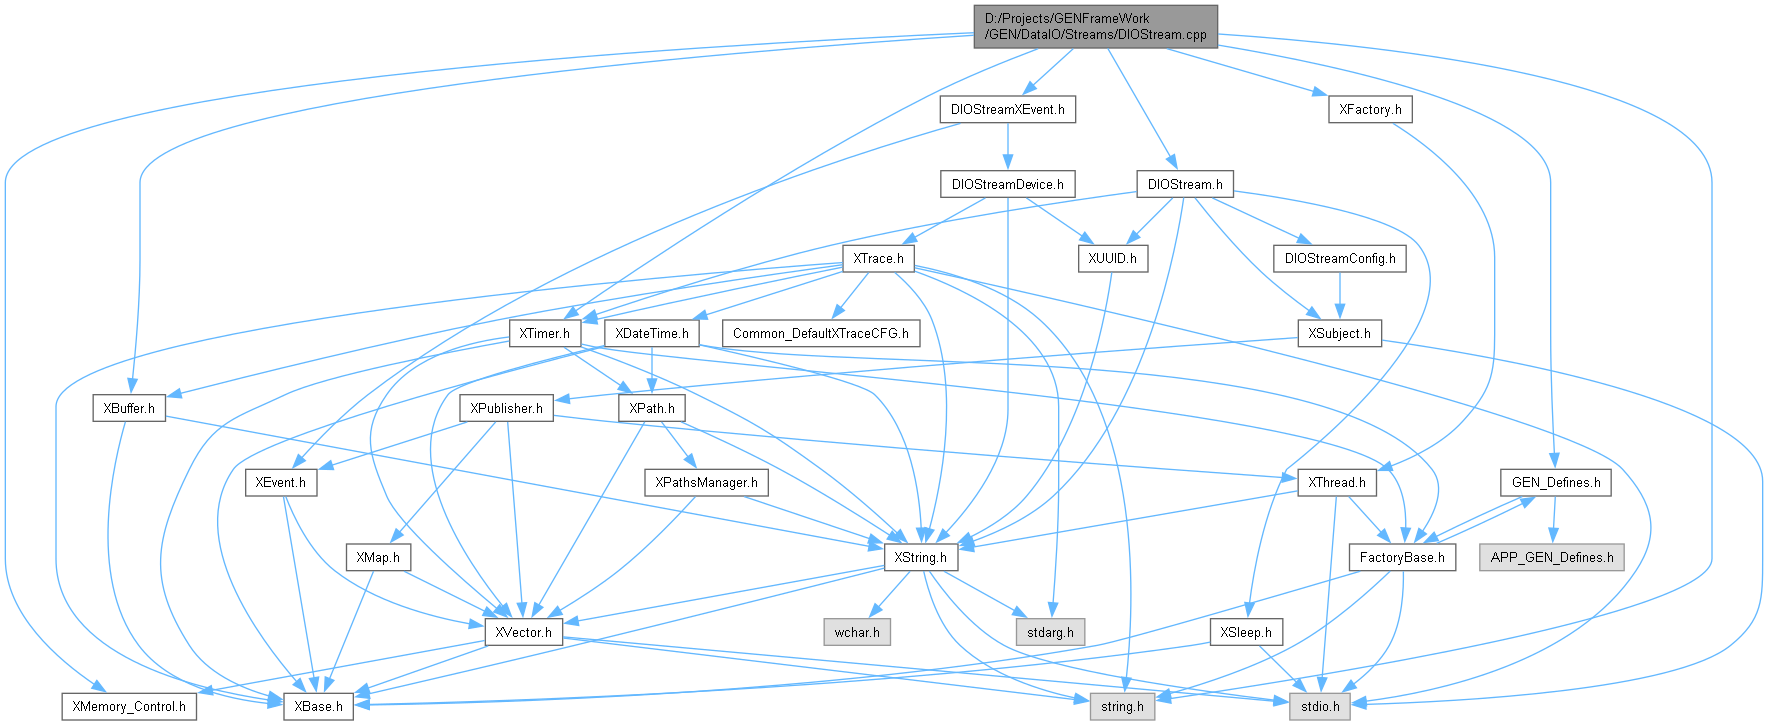 D:/Projects/GENFrameWork
/GEN/DataIO/Streams/DIOStream.cpp
DIOStreamXEvent.h
XFactory.h
DIOStreamDevice.h
DIOStream.h
XTrace.h
XUUID.h
DIOStreamConfig.h
XTimer.h
XDateTime.h
Common_DefaultXTraceCFG.h
XSubject.h
XBuffer.h
XPublisher.h
XPath.h
XEvent.h
XPathsManager.h
XThread.h
GEN_Defines.h
XMap.h
XString.h
FactoryBase.h
APP_GEN_Defines.h
XVector.h
wchar.h
stdarg.h
XSleep.h
XMemory_Control.h
XBase.h
string.h
stdio.h